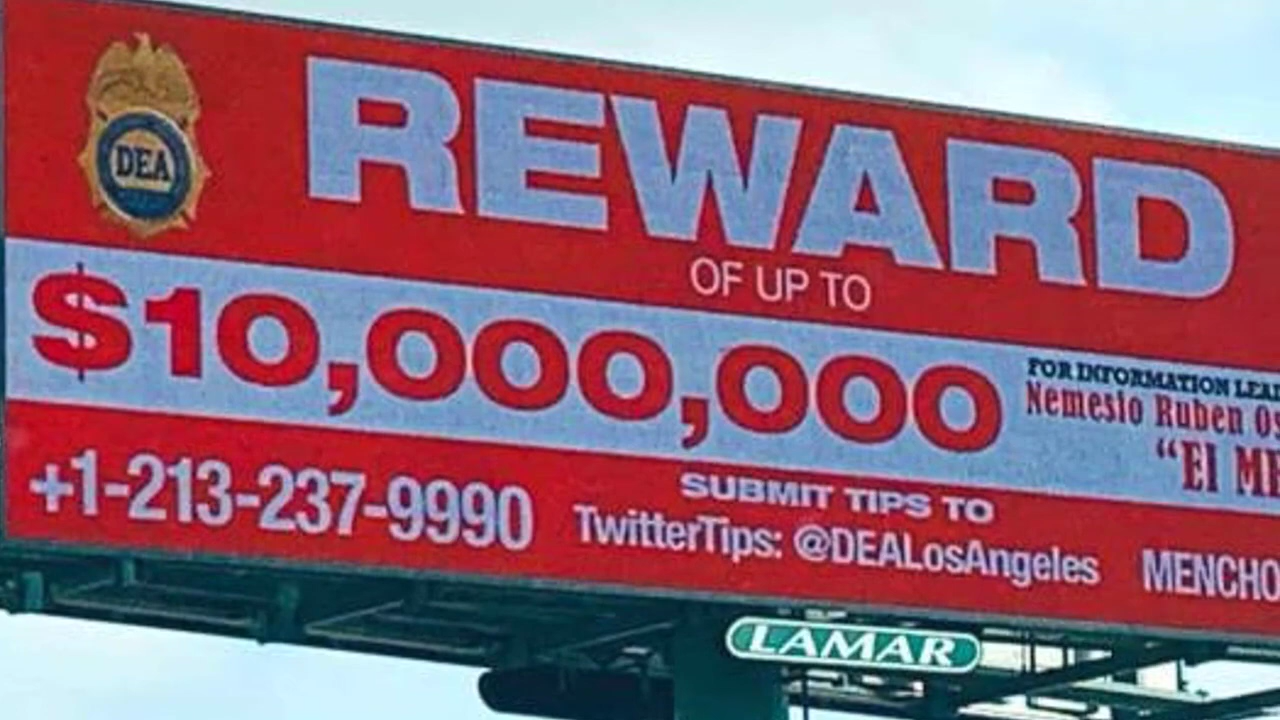 DEA
REWARD
OF UP TO
$10,000,000
FOR INFORMATION
Nemesio Ruben
"El
+1-213-237-9990
SUBMIT TIPS TO
TwitterTips: @DEALosAngeles
MENCHO
LAMAR